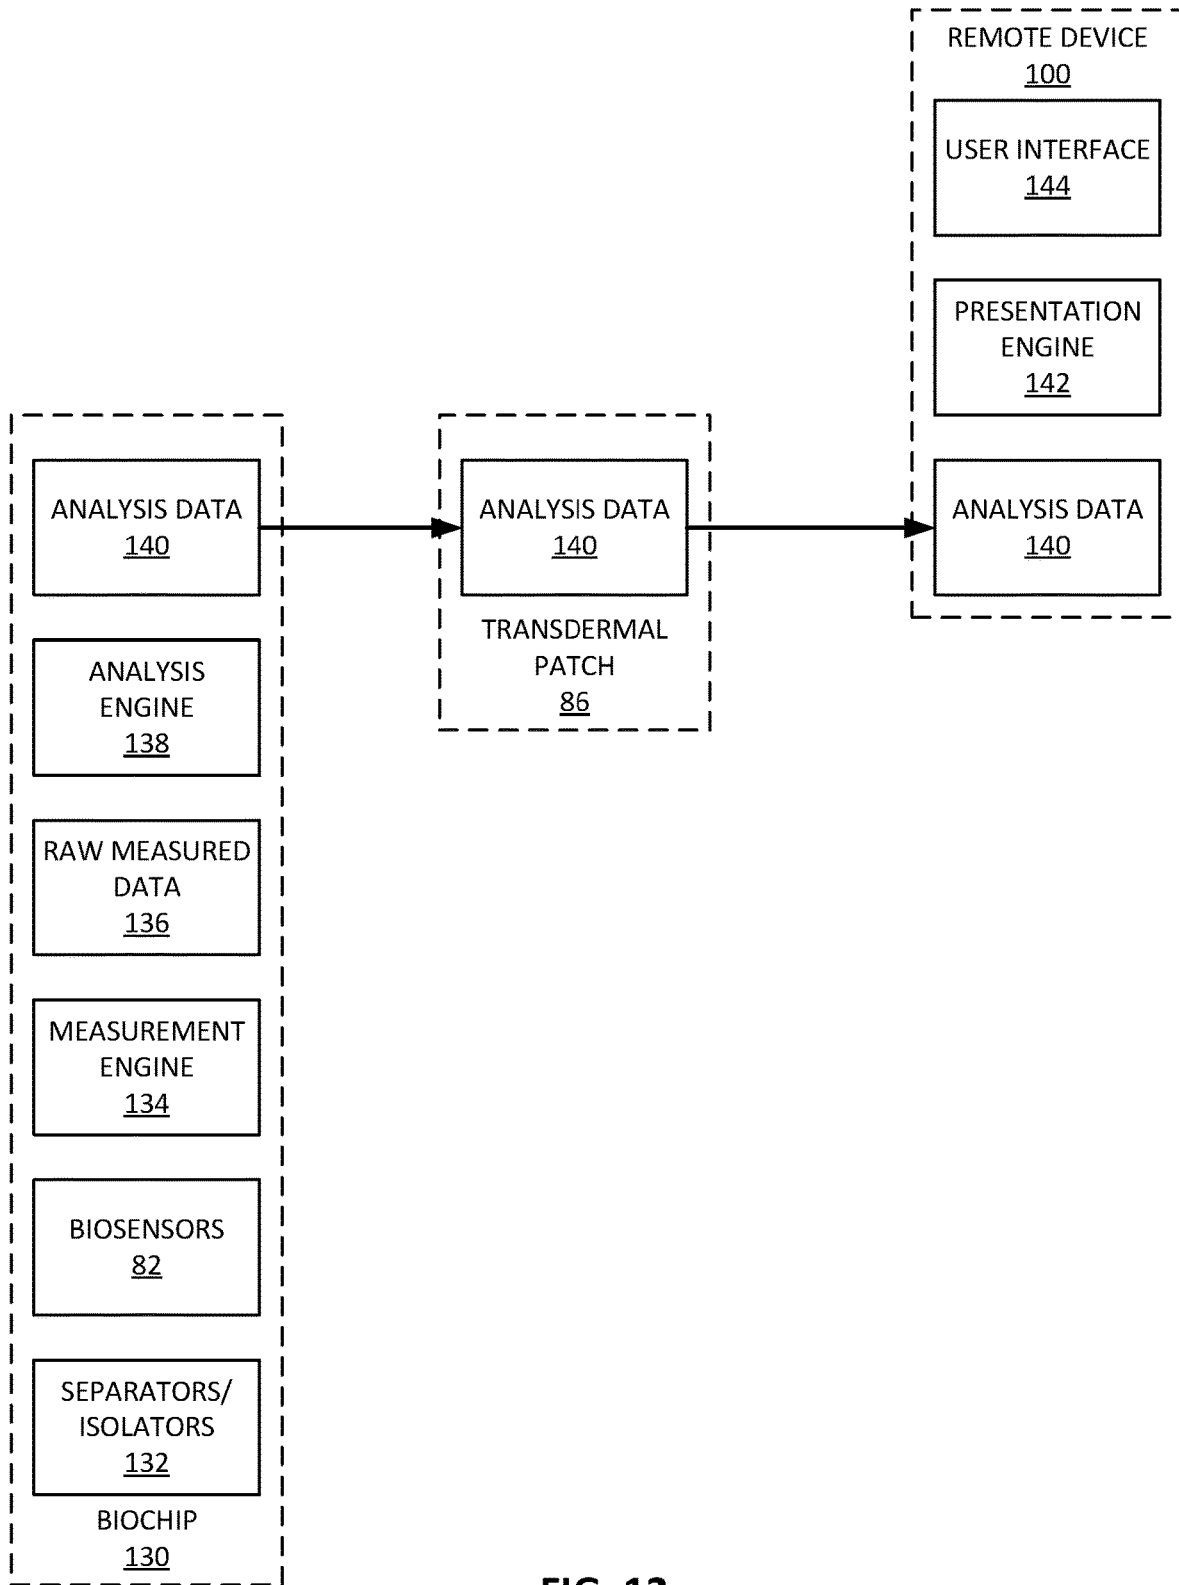 REMOTE DEVICE
100
USER INTERFACE
144
PRESENTATION
ENGINE
142
ANALYSIS DATA
140
ANALYSIS DATA
140
TRANSDERMAL
PATCH
86
ANALYSIS DATA
140
ANALYSIS
ENGINE
138
RAW MEASURED
DATA
136
MEASUREMENT
ENGINE
134
BIOSENSORS
82
SEPARATORS/
ISOLATORS
132
BIOCHIP
130